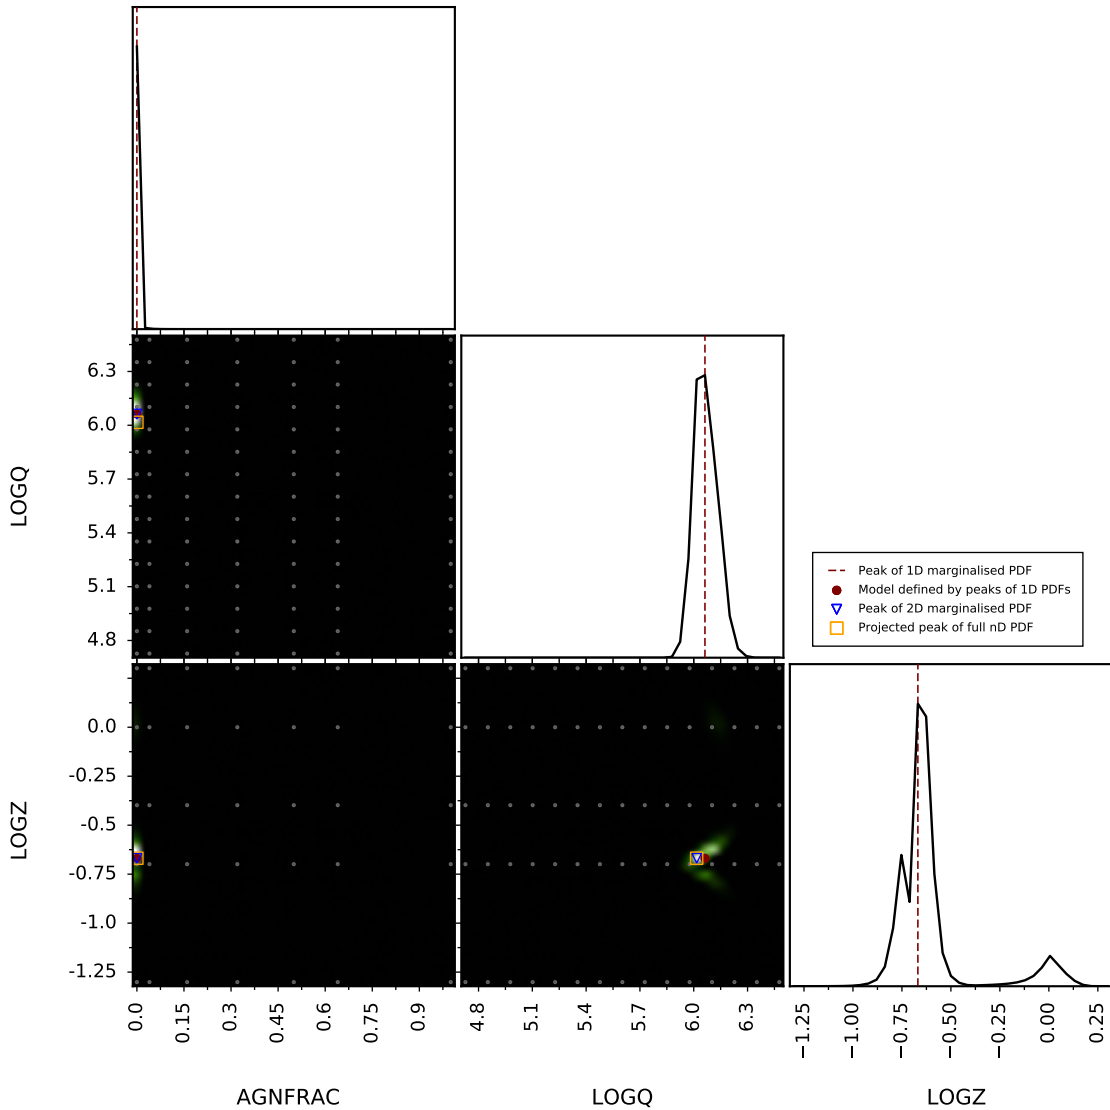 6.3
6.0
5.7
5.4
5.1
4.8
LOGQ
Peak of 1D marginalised PDF
Model defined by peaks of 1D PDFs
Peak of 2D marginalised PDF
Projected peak of full nD PDF
0.0
-0.25
-0.5
-0.75
-1.0
-1.25
LOGZ
0.0 0.15 0.3 0.45 0.6 0.75 0.9
4.8 5.1 5.4 5.7 6.0 6.3
−1.25 −1.00 −0.75 −0.50 −0.25 0.00 0.25
AGNFRAC LOGQ LOGZ